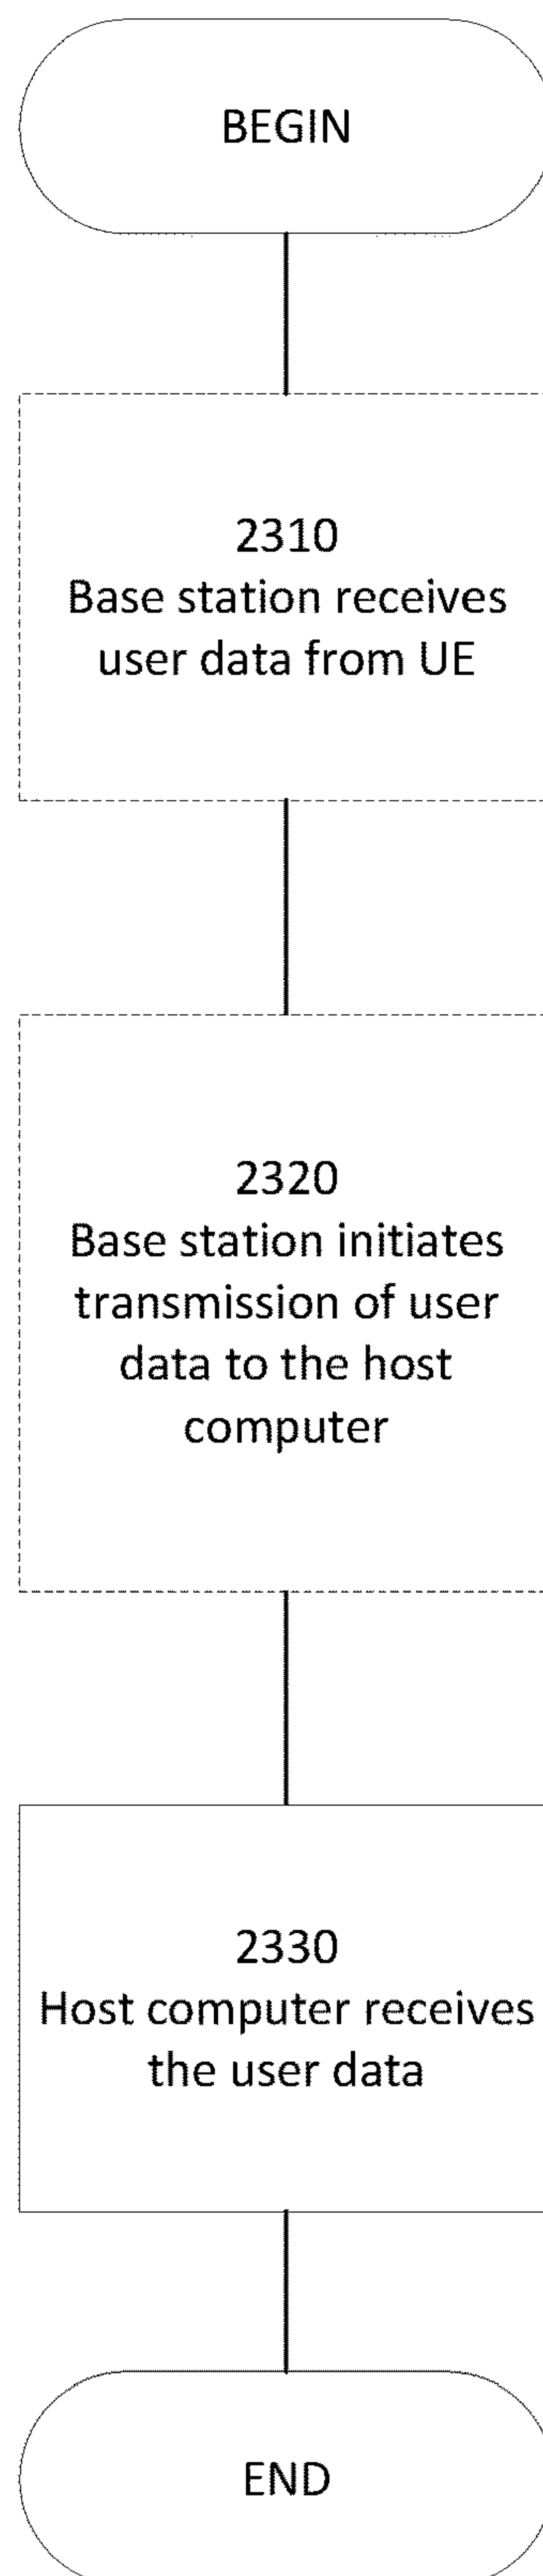 BEGIN
2310
Base station receives
user data from UE
2320
Base station initiates
transmission of user
data to the host
computer
2330
Host computer receives
the user data
END